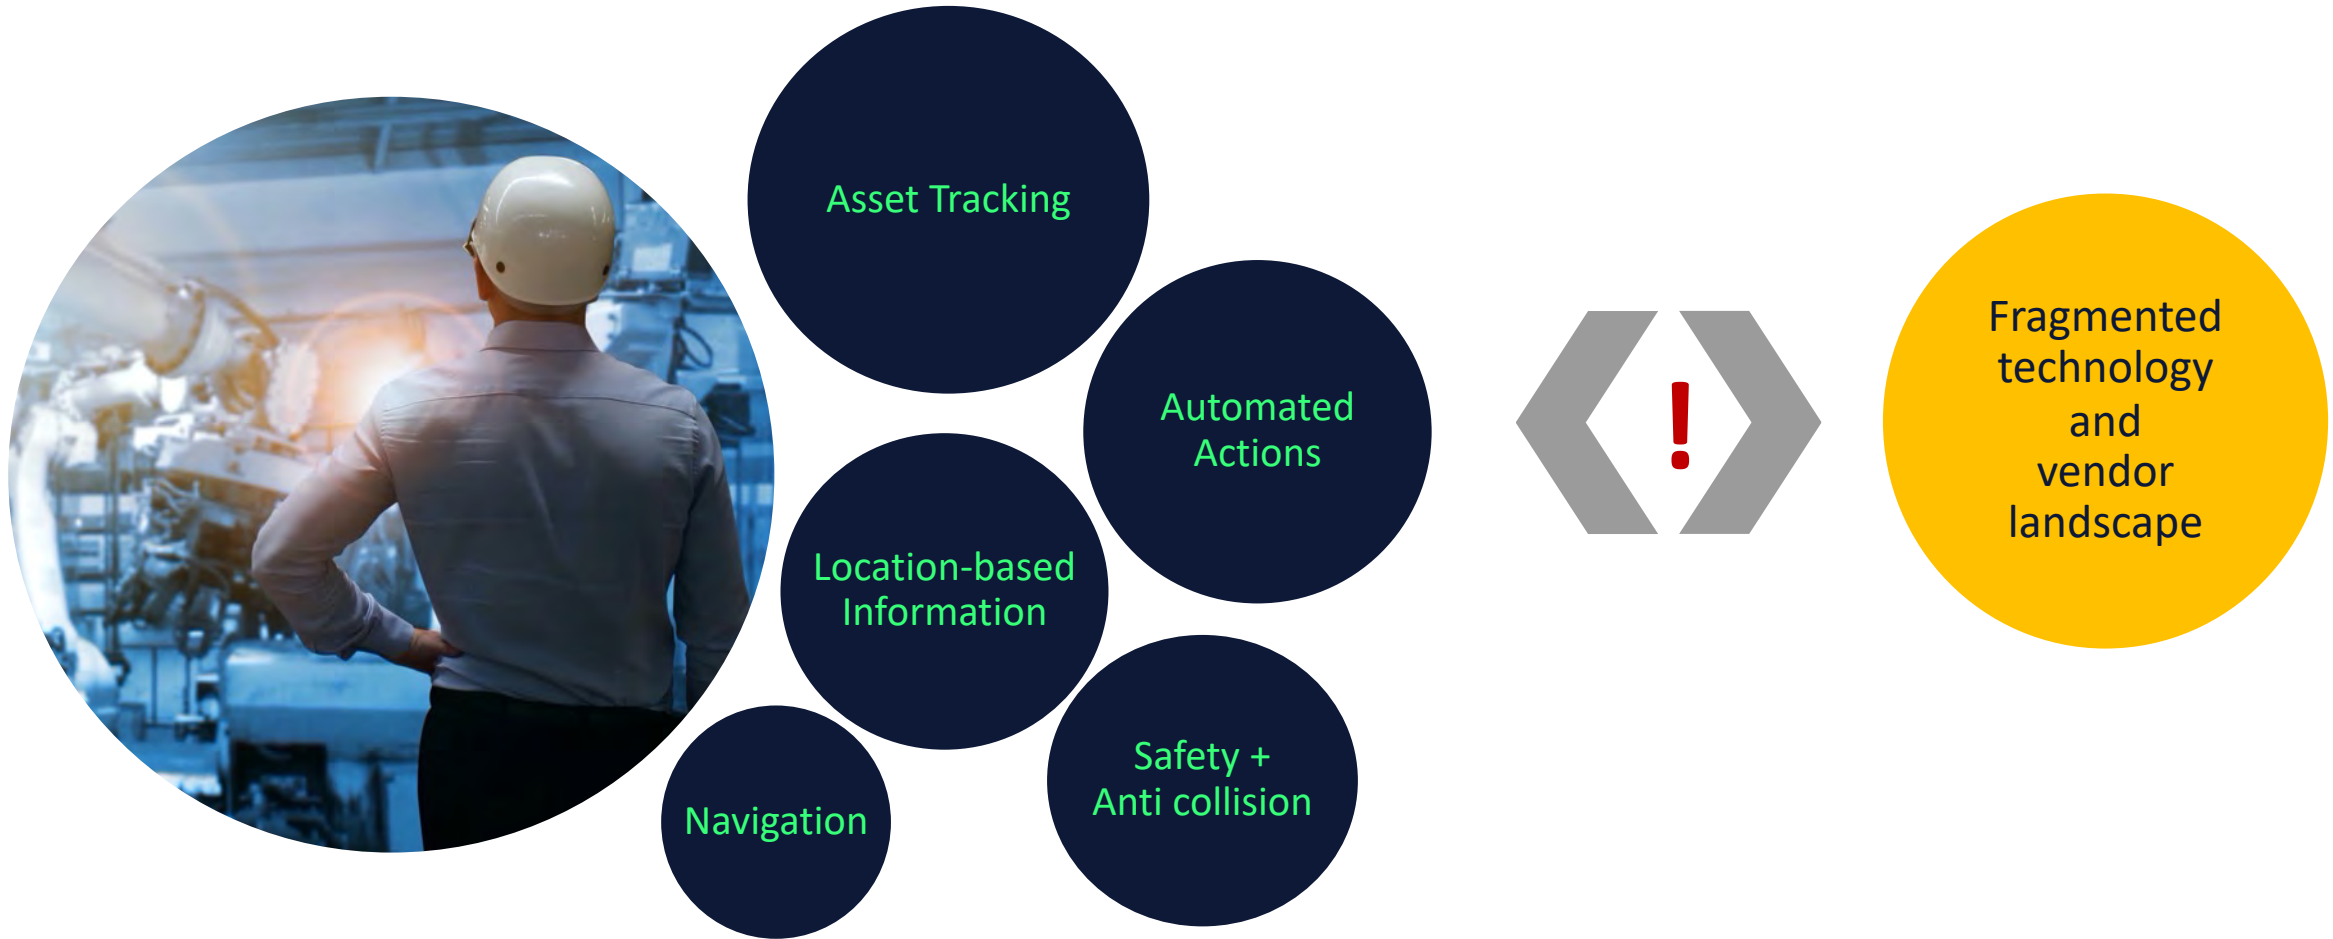 Asset Tracking
Automated
Actions
Location-based
Information
Safety +
Anti collision
Navigation
!
Fragmented
technology
and
vendor
landscape